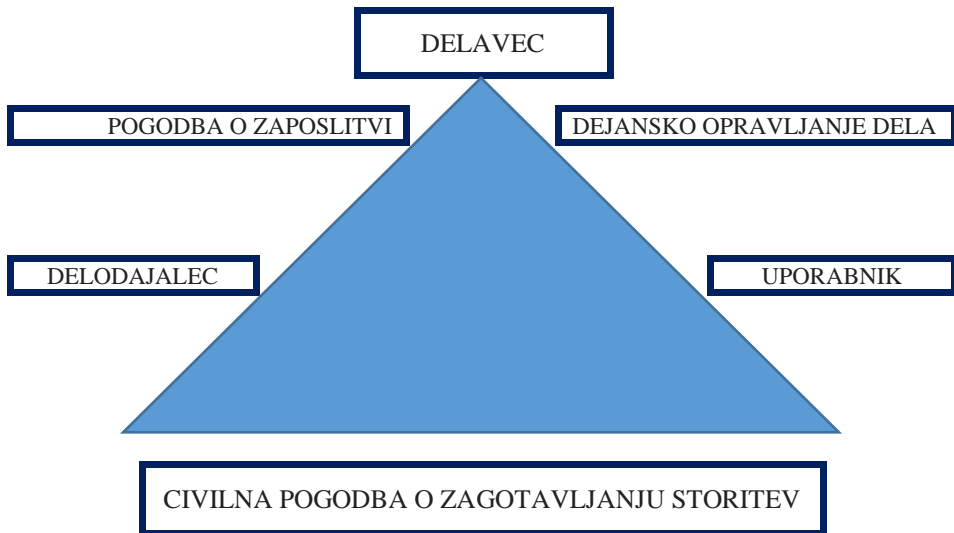 DELAVEC
POGODBA O ZAPOSLITVI
DEJANSKO OPRAVLJANJE DELA
DELODAJALEC
UPORABNIK
CIVILNA POGODBA O ZAGOTAVLJANJU STORITEV